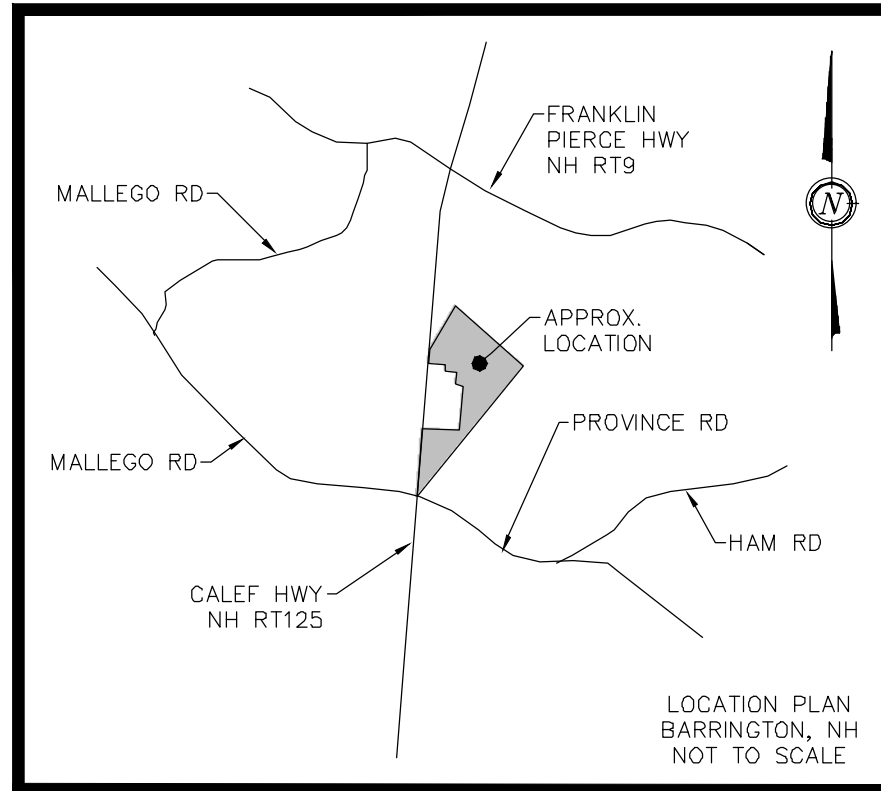 FRANKLIN
PIERCE HWY
NH RT9
MALLEGO RD
N
APPROX.
LOCATION
PROVINCE RD
MALLEGO RD
HAM RD
CALEF HWY
NH RT125
LOCATION PLAN
BARRINGTON, NH
NOT TO SCALE